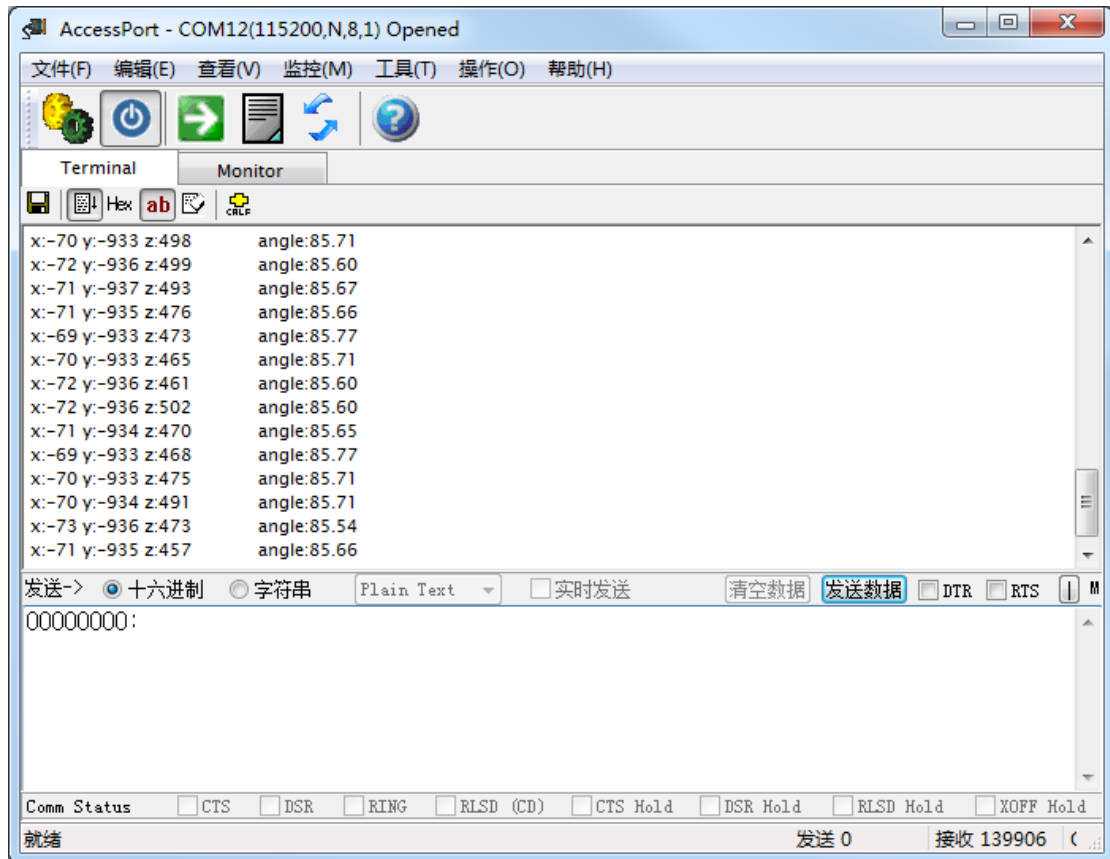 AccessPort - COM12(115200,N,8,1) Opened
文件(F) 编辑(E) 查看(V) 监控(M) 工具(T) 操作(O) 帮助(H)
Terminal Monitor
Hex ab CRLF
x:-70 y:-933 z:498 angle:85.71
x:-72 y:-936 z:499 angle:85.60
x:-71 y:-937 z:493 angle:85.67
x:-71 y:-935 z:476 angle:85.66
x:-69 y:-933 z:473 angle:85.77
x:-70 y:-933 z:465 angle:85.71
x:-72 y:-936 z:461 angle:85.60
x:-72 y:-936 z:502 angle:85.60
x:-71 y:-934 z:470 angle:85.65
x:-69 y:-933 z:468 angle:85.77
x:-70 y:-933 z:475 angle:85.71
x:-70 y:-934 z:491 angle:85.71
x:-73 y:-936 z:473 angle:85.54
x:-71 y:-935 z:457 angle:85.66
发送-> 十六进制 字符串 Plain Text 实时发送 清空数据 发送数据 DTR RTS M
00000000:
Comm Status CTS DSR RING RLSD (CD) CTS Hold DSR Hold RLSD Hold XOFF Hold
就绪 发送 0 接收 139906